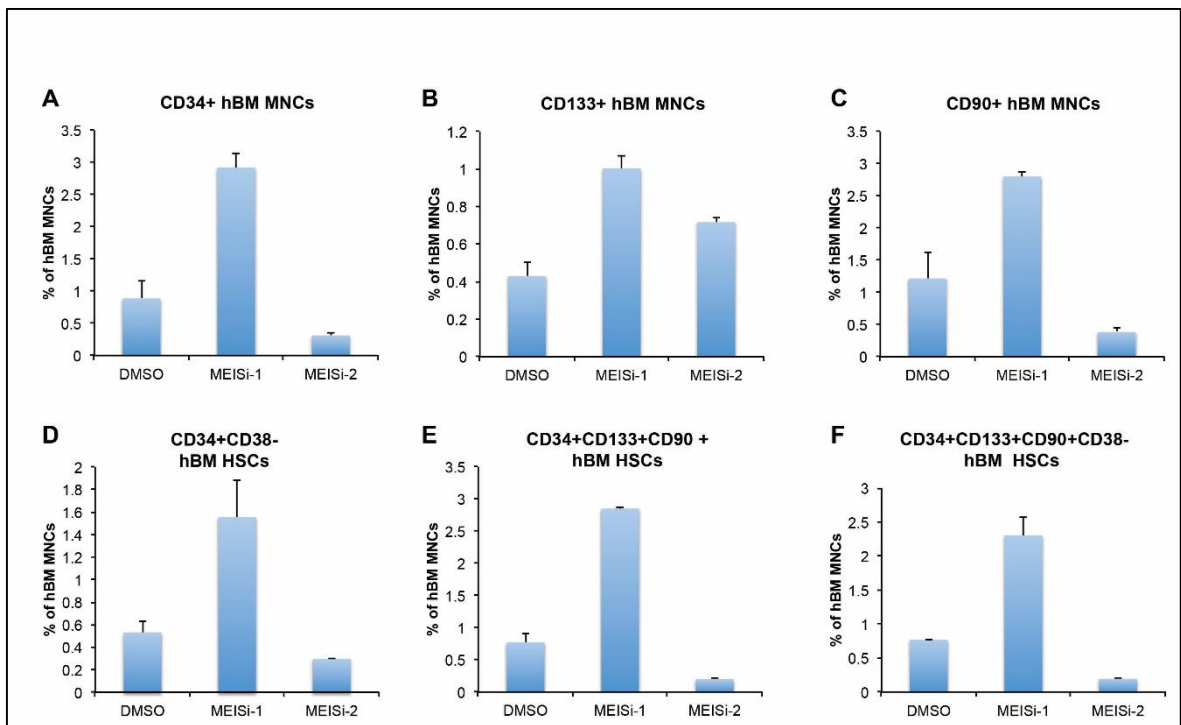 A
CD34+ hBM MNCs
% of hBM MNCs
3.5
3
2.5
2
1.5
1
0.5
0
DMSO MEISi-1 MEISi-2
B
CD133+ hBM MNCs
% of hBM MNCs
1.2
1
0.8
0.6
0.4
0.2
0
DMSO MEISi-1 MEISi-2
C
CD90+ hBM MNCs
% of hBM MNCs
3.5
3
2.5
2
1.5
1
0.5
0
DMSO MEISi-1 MEISi-2
D
CD34+CD38-
hBM HSCs
% of hBM MNCs
2
1.8
1.6
1.4
1.2
1
0.8
0.6
0.4
0.2
0
DMSO MEISi-1 MEISi-2
E
CD34+CD133+CD90 +
hBM HSCs
% of hBM MNCs
3.5
3
2.5
2
1.5
1
0.5
0
DMSO MEISi-1 MEISi-2
F
CD34+CD133+CD90+CD38-
hBM HSCs
% of hBM MNCs
3
2.5
2
1.5
1
0.5
0
DMSO MEISi-1 MEISi-2